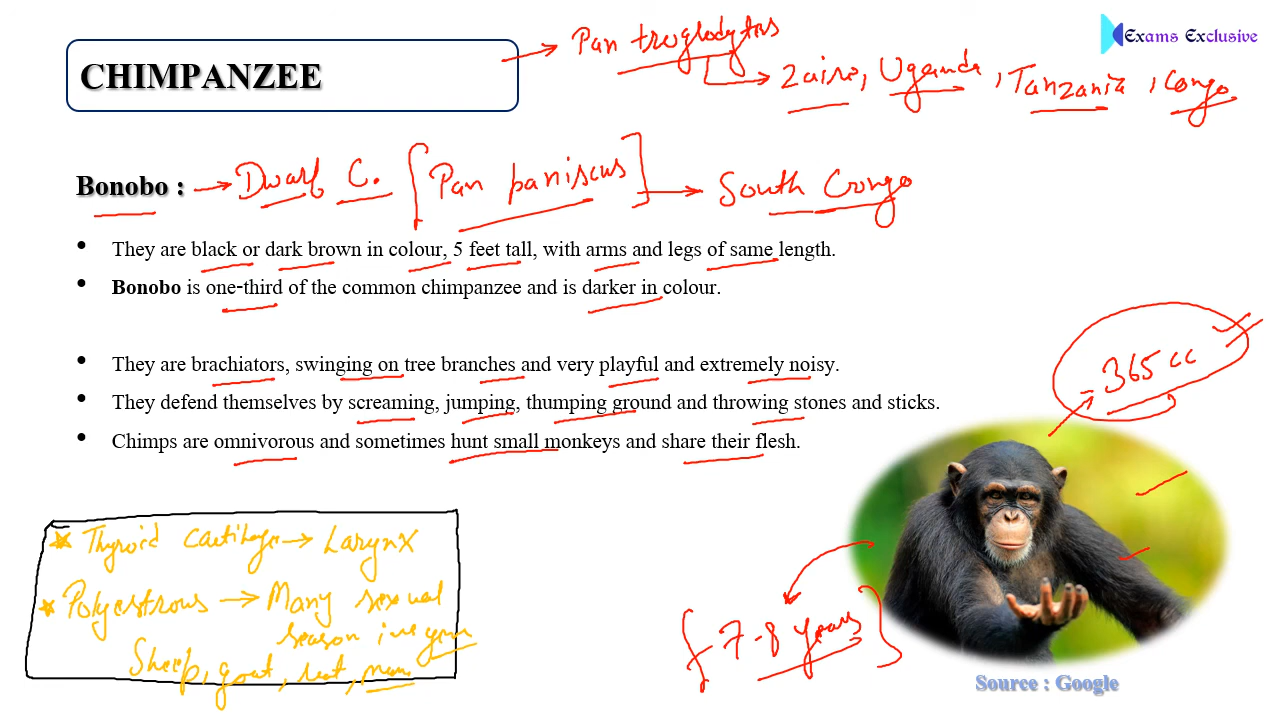 Exams Exclusive
CHIMPANZEE → Pan troglodytus
→ Zaire, Uganda, Tanzania, Congo
Bonobo : → Dwarf C. [Pan paniscus] → South Congo
• They are black or dark brown in colour, 5 feet tall, with arms and legs of same length.
• Bonobo is one-third of the common chimpanzee and is darker in colour.
• They are brachiators, swinging on tree branches and very playful and extremely noisy.
• They defend themselves by screaming, jumping, thumping ground and throwing stones and sticks.
• Chimps are omnivorous and sometimes hunt small monkeys and share their flesh.
365 cc
Thyroid cartilage → Larynx
Polyestrous → Many sexual
season in a year
Sheep, goat, rat,
{7-8 years}
Source : Google